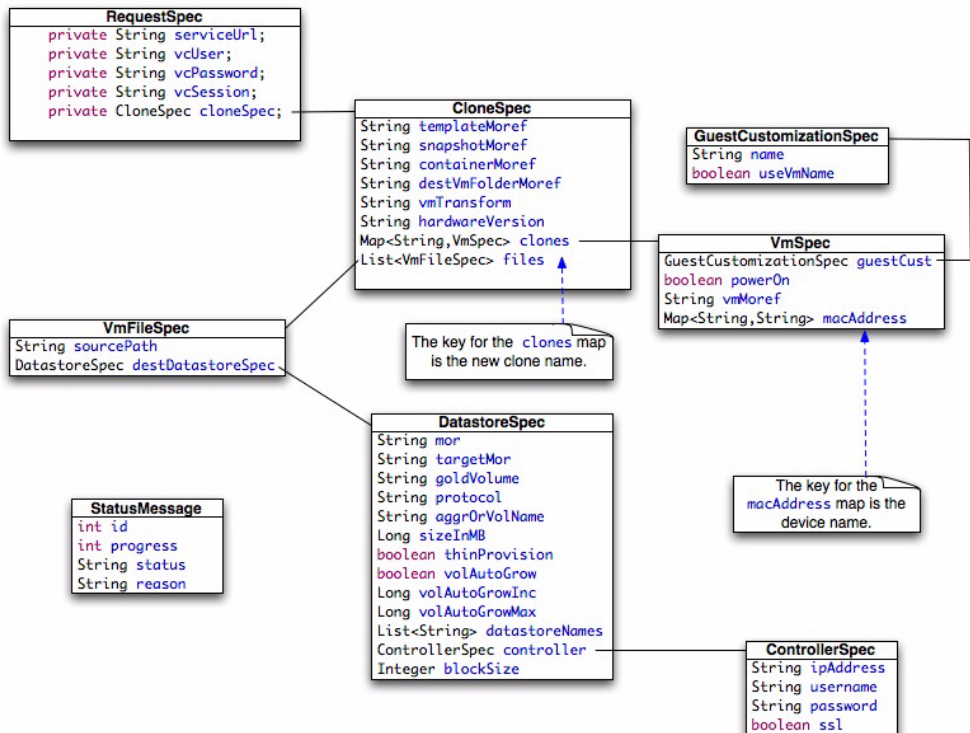 RequestSpec
private String serviceUrl;
private String vcUser;
private String vcPassword;
private String vcSession;
private CloneSpec cloneSpec;
CloneSpec
String templateMoref
String snapshotMoref
String containerMoref
String destVmFolderMoref
String vmTransform
String hardwareVersion
Map<String,VmSpec> clones
List<VmFileSpec> files
GuestCustomizationSpec
String name
boolean useVmName
VmSpec
GuestCustomizationSpec guestCust
boolean powerOn
String vmMoref
Map<String,String> macAddress
VmFileSpec
String sourcePath
DatastoreSpec destDatastoreSpec
The key for the clones map
is the new clone name.
DatastoreSpec
String mor
String targetMor
String goldVolume
String protocol
String aggrOrVolName
Long sizeInMB
boolean thinProvision
boolean volAutoGrow
Long volAutoGrowInc
Long volAutoGrowMax
List<String> datastoreNames
ControllerSpec controller
Integer blockSize
The key for the
macAddress map is the
device name.
StatusMessage
int id
int progress
String status
String reason
ControllerSpec
String ipAddress
String username
String password
boolean ssl